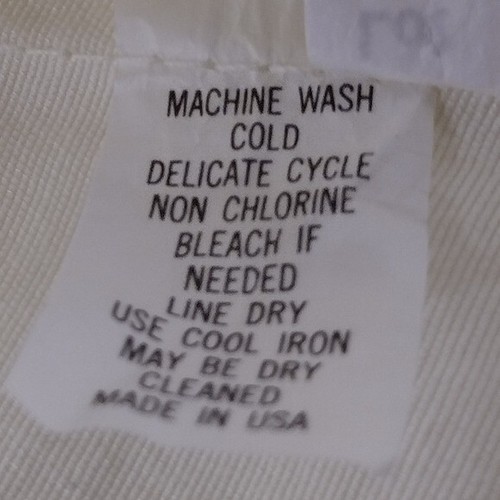 MACHINE WASH
COLD
DELICATE CYCLE
NON CHLORINE
BLEACH IF
NEEDED
LINE DRY
USE COOL IRON
MAY BE DRY
CLEANED
MADE IN USA